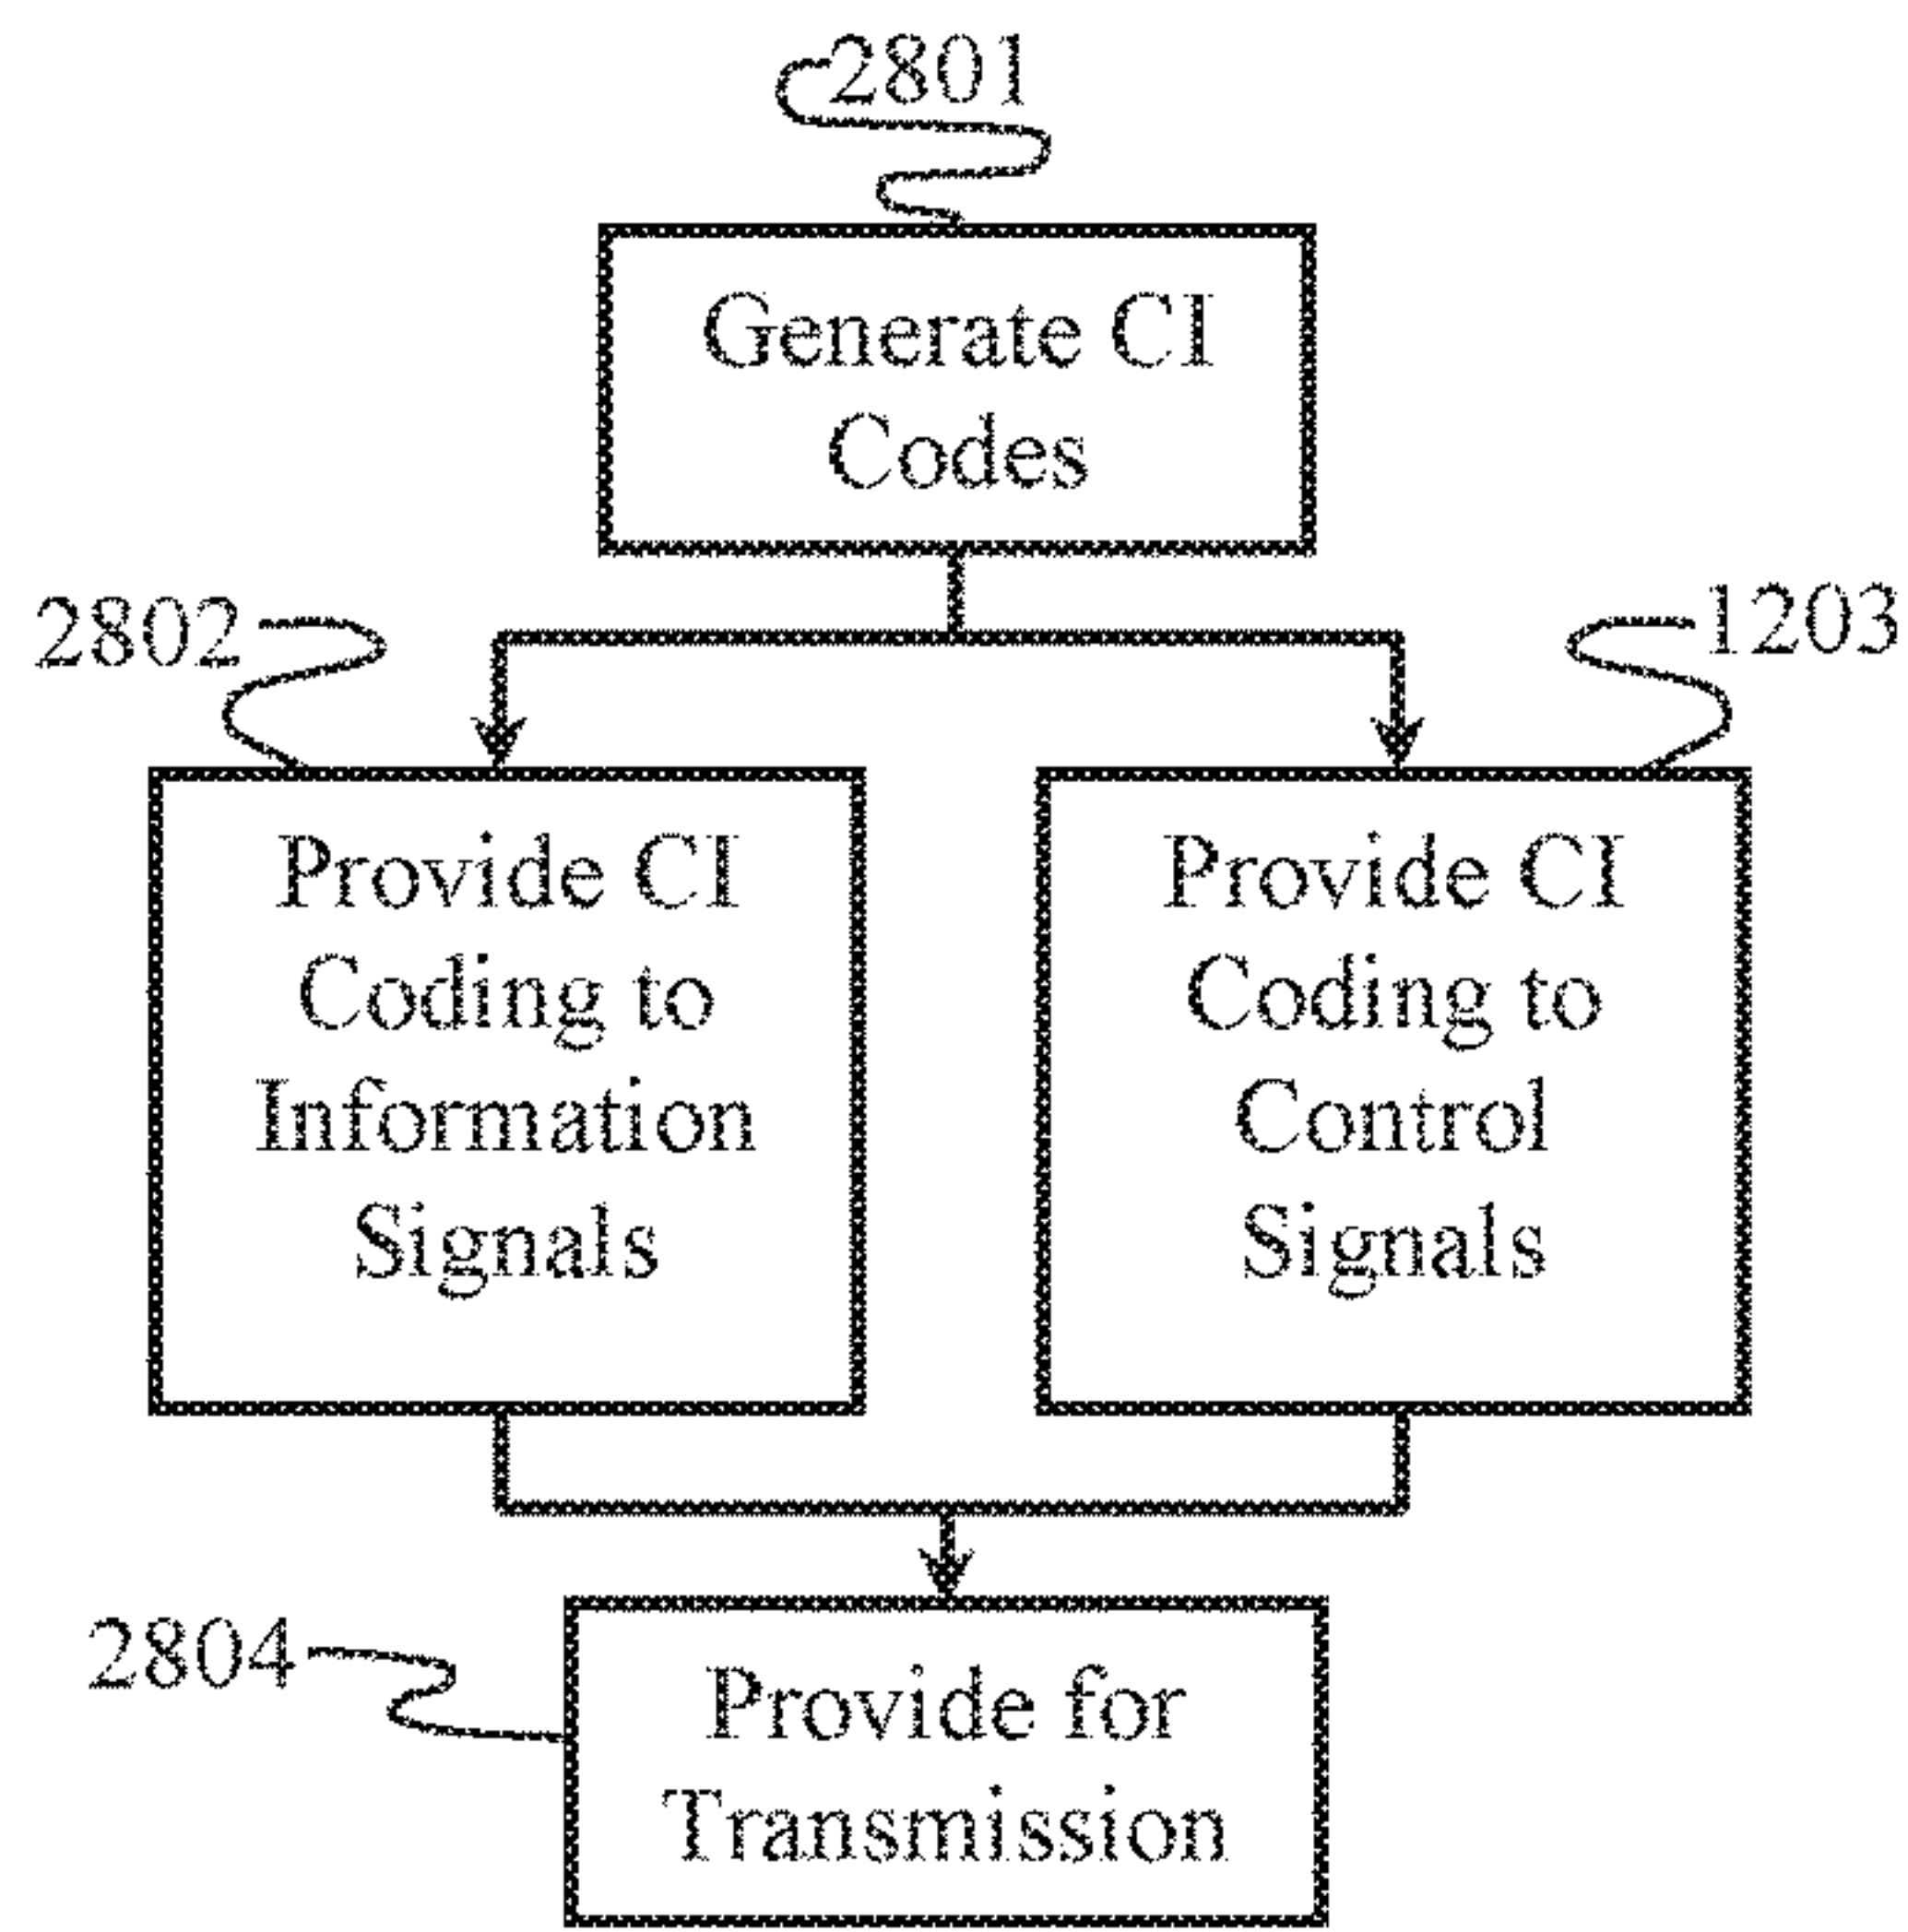 2801
Generate CI
Codes
2802
1203
Provide CI
Coding to
Information
Signals
Provide CI
Coding to
Control
Signals
2804
Provide for
Transmission